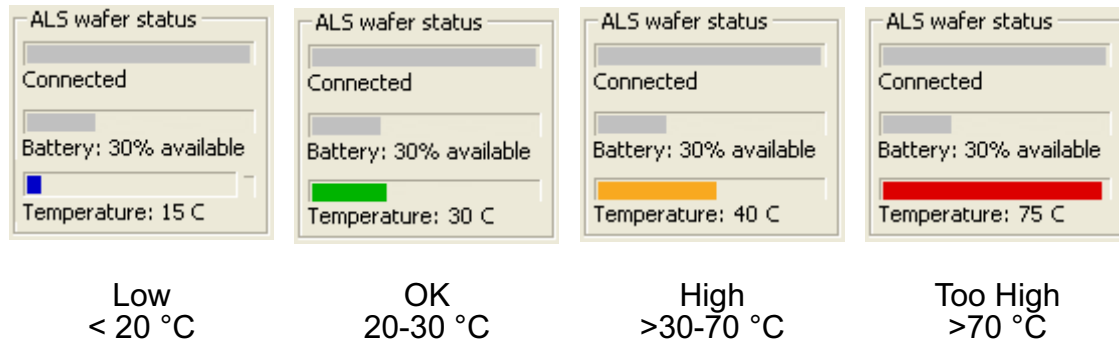 ALS wafer status
Connected
Battery: 30% available
Temperature: 15 C
ALS wafer status
Connected
Battery: 30% available
Temperature: 30 C
ALS wafer status
Connected
Battery: 30% available
Temperature: 40 C
ALS wafer status
Connected
Battery: 30% available
Temperature: 75 C
Low
< 20 °C
OK
20-30 °C
High
>30-70 °C
Too High
>70 °C